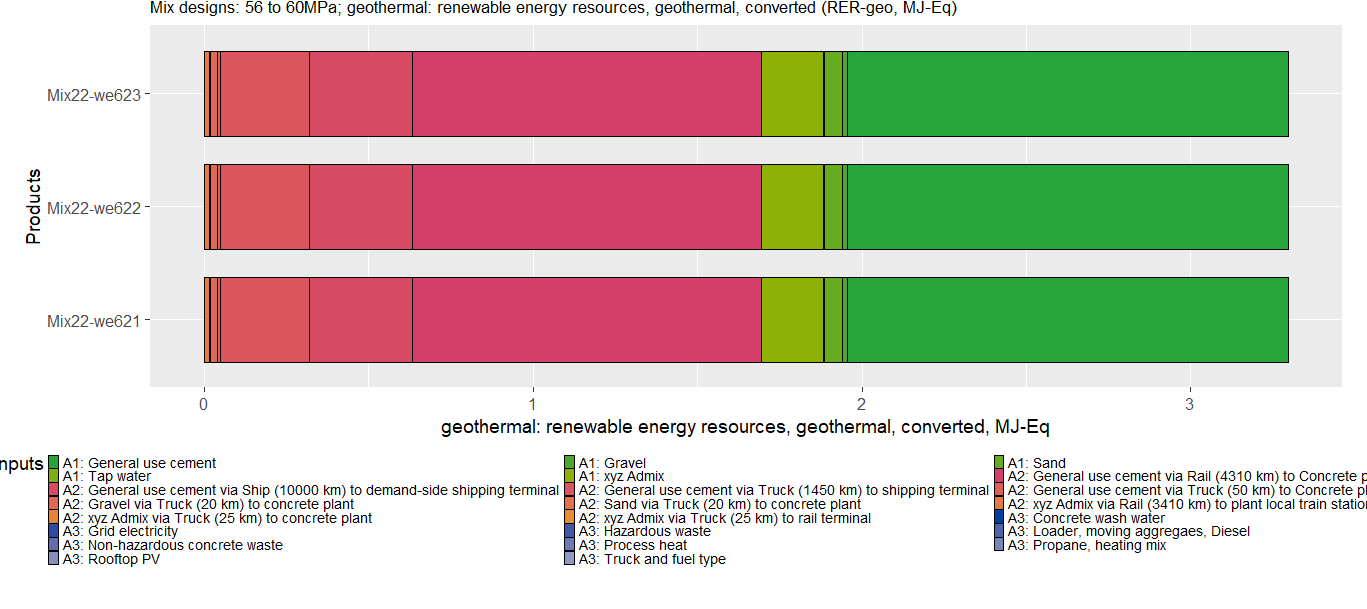 Mix designs: 56 to 60MPa; geothermal: renewable energy resources, geothermal, converted (RER-geo, MJ-Eq)
Products
Mix22-we623
Mix22-we622
Mix22-we621
0 1 2 3
geothermal: renewable energy resources, geothermal, converted, MJ-Eq
nputs
A1: General use cement A1: Gravel A1: Sand
A1: Tap water A1: xyz Admix A2: General use cement via Rail (4310 km) to Concrete p
A2: General use cement via Ship (10000 km) to demand-side shipping terminal A2: General use cement via Truck (1450 km) to shipping terminal A2: General use cement via Truck (50 km) to Concrete pl
A2: Gravel via Truck (20 km) to concrete plant A2: Sand via Truck (20 km) to concrete plant A2: xyz Admix via Rail (3410 km) to plant local train statio
A2: xyz Admix via Truck (25 km) to concrete plant A2: xyz Admix via Truck (25 km) to rail terminal A3: Concrete wash water
A3: Grid electricity A3: Hazardous waste A3: Loader, moving aggregaes, Diesel
A3: Non-hazardous concrete waste A3: Process heat A3: Propane, heating mix
A3: Rooftop PV A3: Truck and fuel type